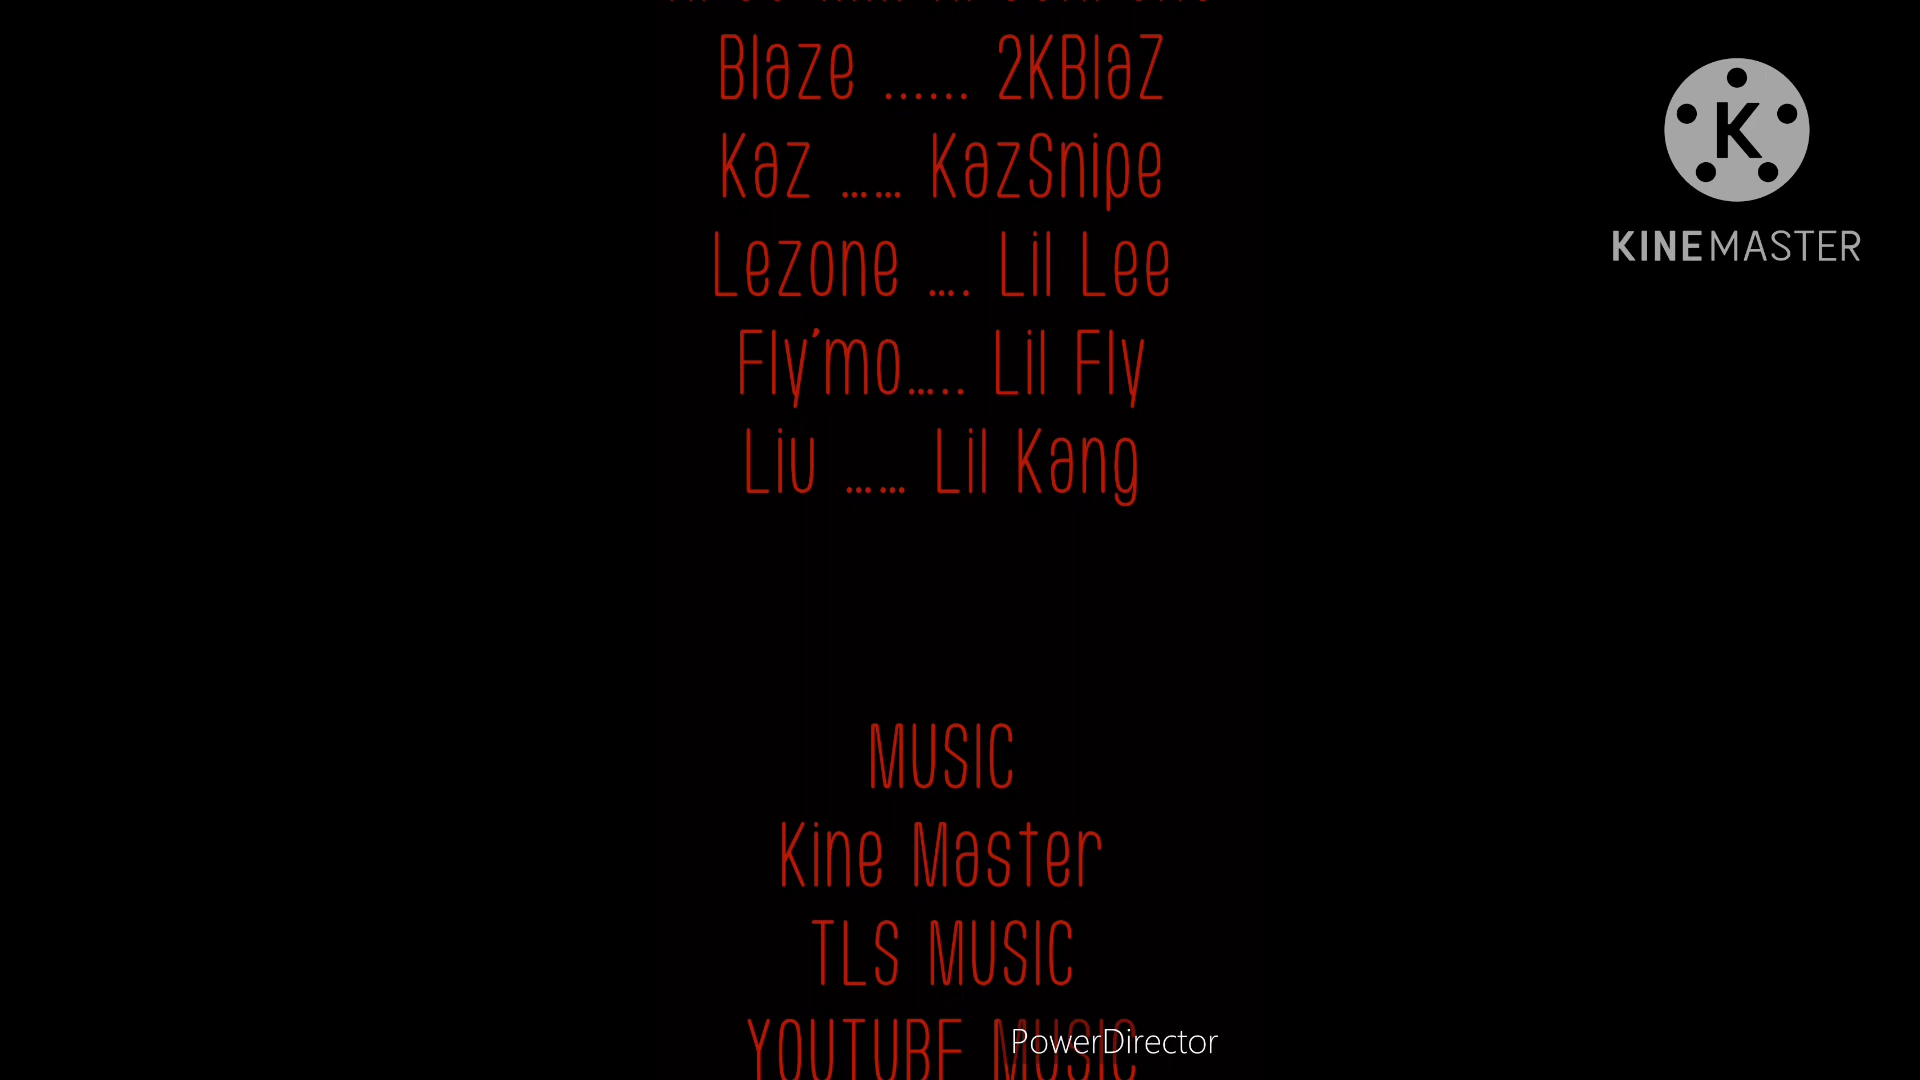 Blaze ...... 2KBlaZ
Kaz …… KazSnipe
Lezone …. Lil Lee
Fly'mo….. Lil Fly
Liu …… Lil Kang
MUSIC
Kine Master
TLS MUSIC
YOUTUBE MUSIC
K
KINEMASTER
PowerDirector